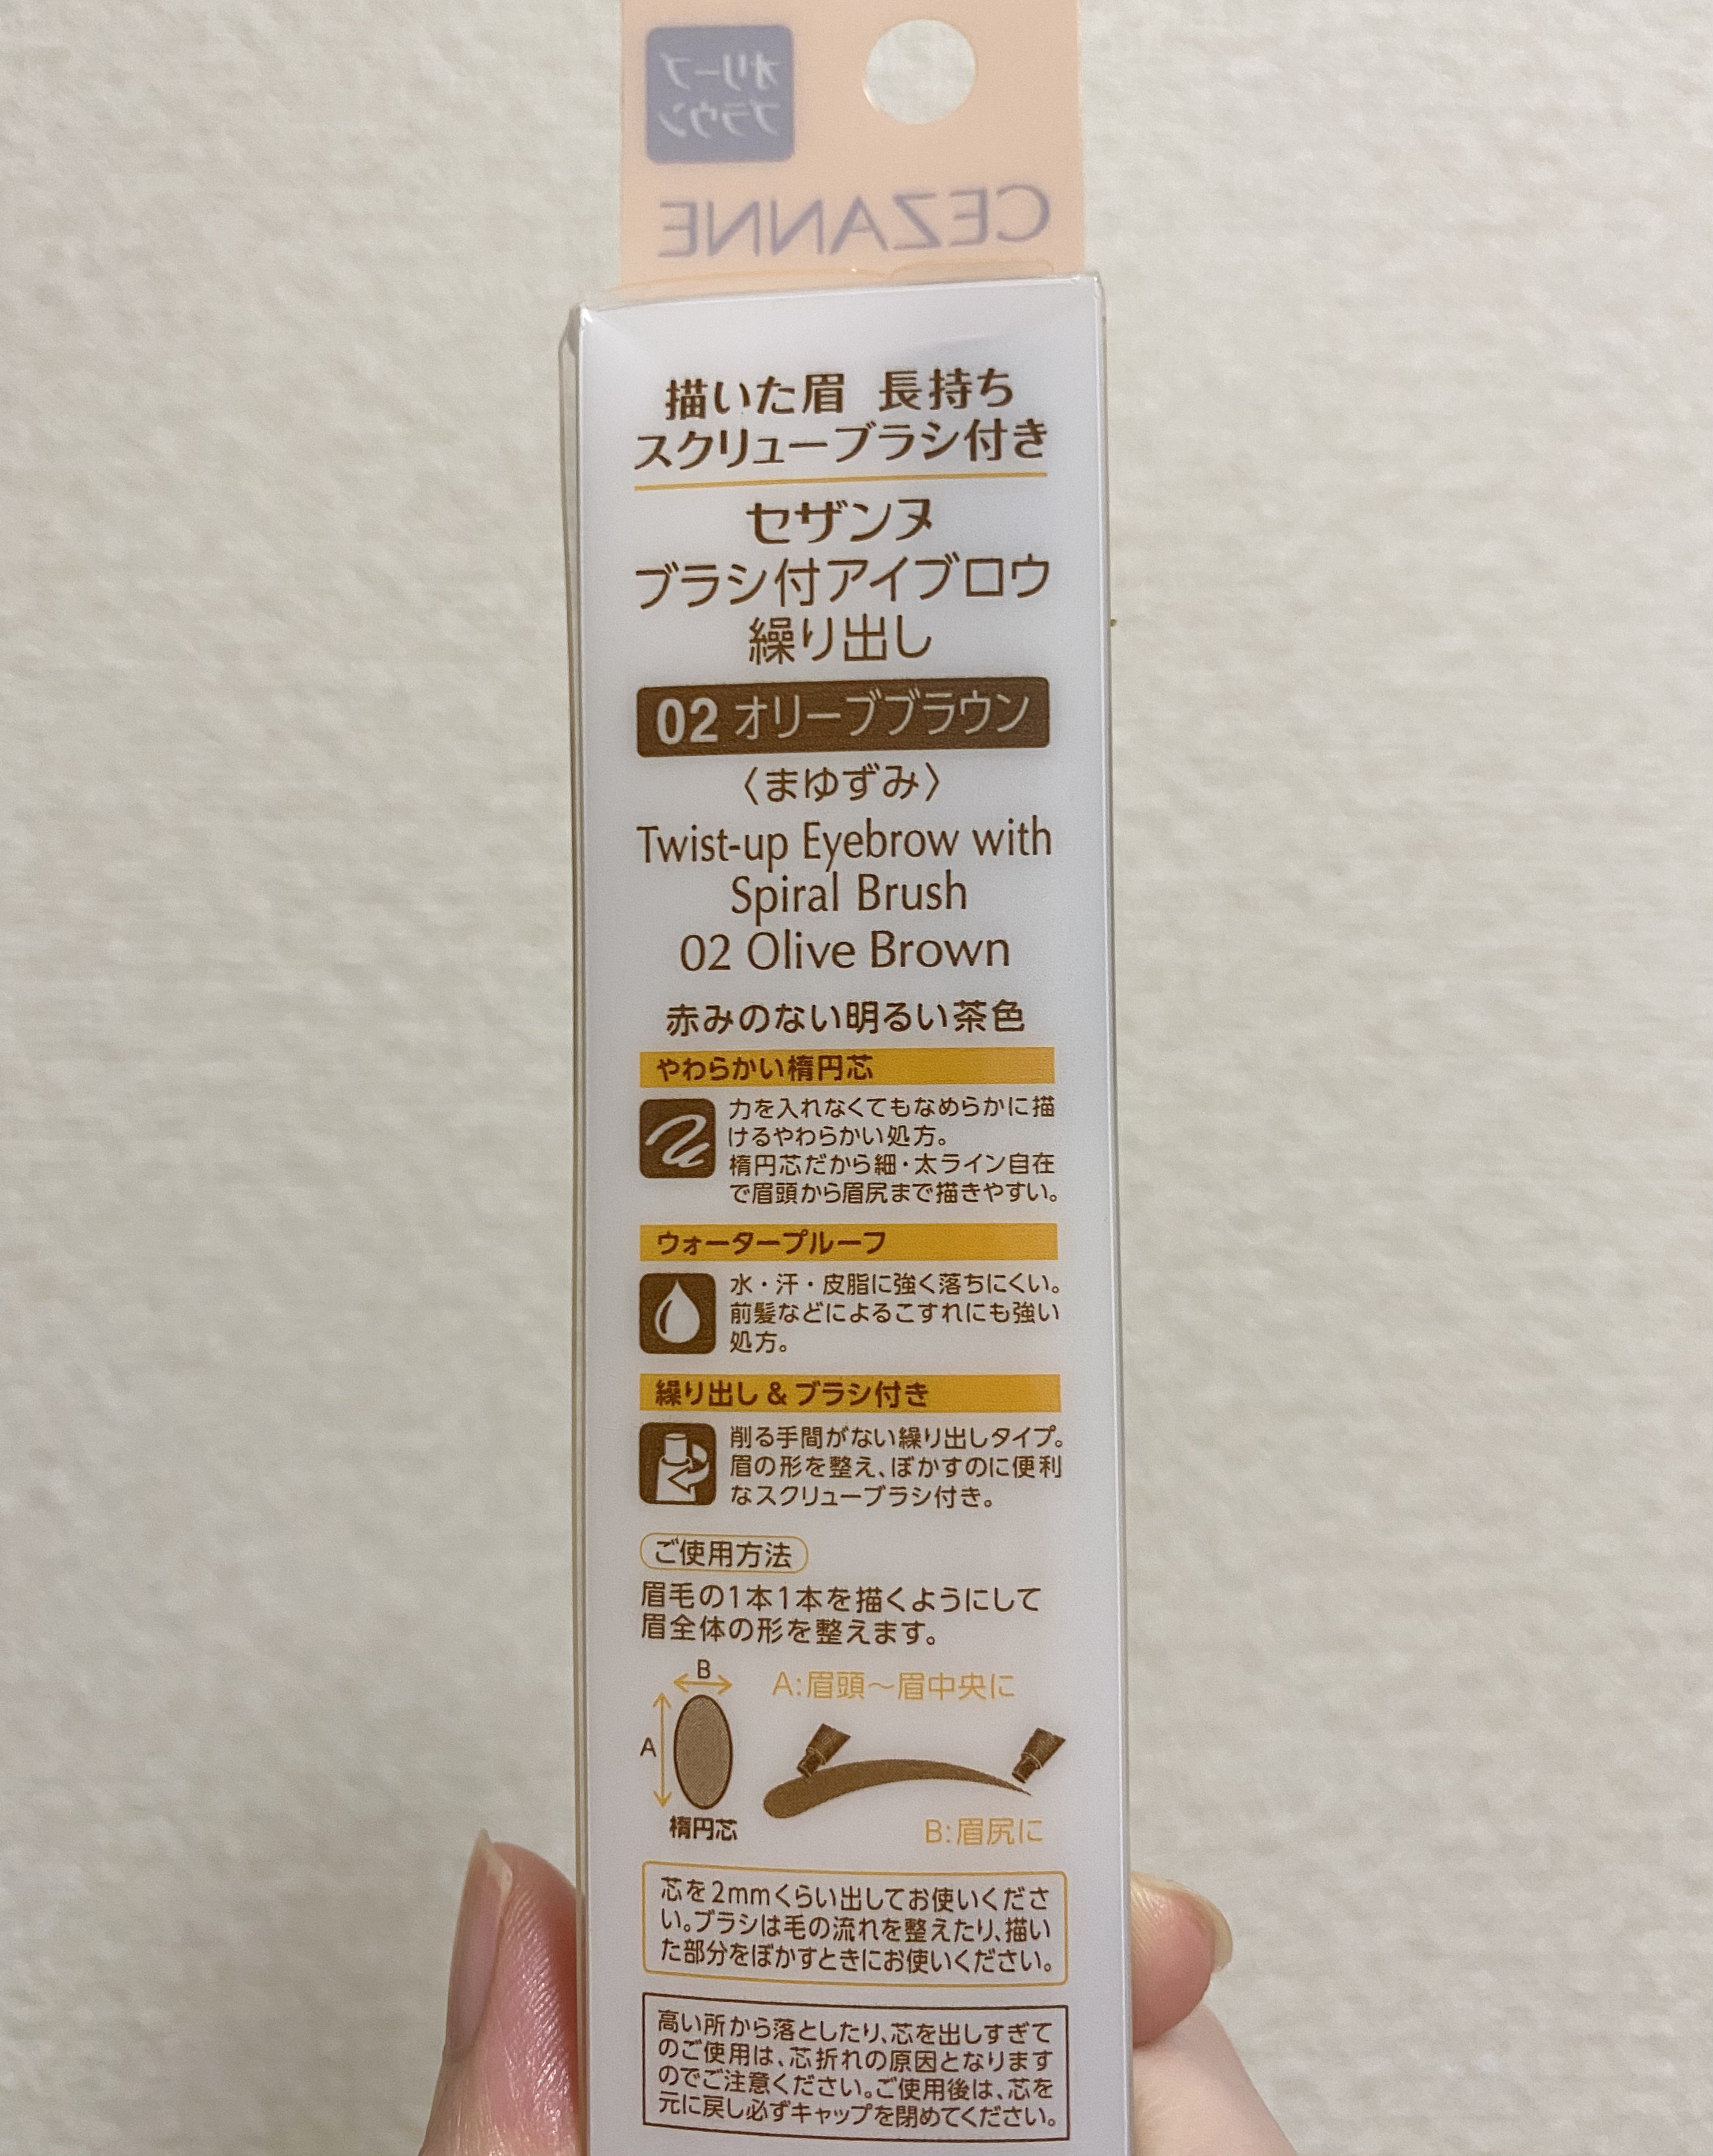 オリーブ
ブラウン
CEZANNE
描いた眉 長持ち
スクリューブラシ付き
セザンヌ
ブラシ付アイブロウ
繰り出し
02 オリーブブラウン
〈まゆずみ〉
Twist-up Eyebrow with
Spiral Brush
02 Olive Brown
赤みのない明るい茶色
やわらかい楕円芯
力を入れなくてもなめらかに描
けるやわらかい処方。
楕円芯だから細・太ライン自在
で眉頭から眉尻まで描きやすい。
ウォータープルーフ
水・汗・皮脂に強く落ちにくい。
前髪などによるこすれにも強い
処方。
繰り出し & ブラシ付き
削る手間がない繰り出しタイプ。
眉の形を整え、ぼかすのに便利
なスクリューブラシ付き。
ご使用方法
眉毛の1本1本を描くようにして
眉全体の形を整えます。
B
A:眉頭〜眉中央に
A
楕円芯
B:眉尻に
芯を2mmくらい出してお使いくださ
い。ブラシは毛の流れを整えたり、描い
た部分をぼかすときにお使いください。
高い所から落としたり、芯を出しすぎて
のご使用は、芯折れの原因となります
のでご注意ください。ご使用後は、芯を
元に戻し必ずキャップを閉めてください。